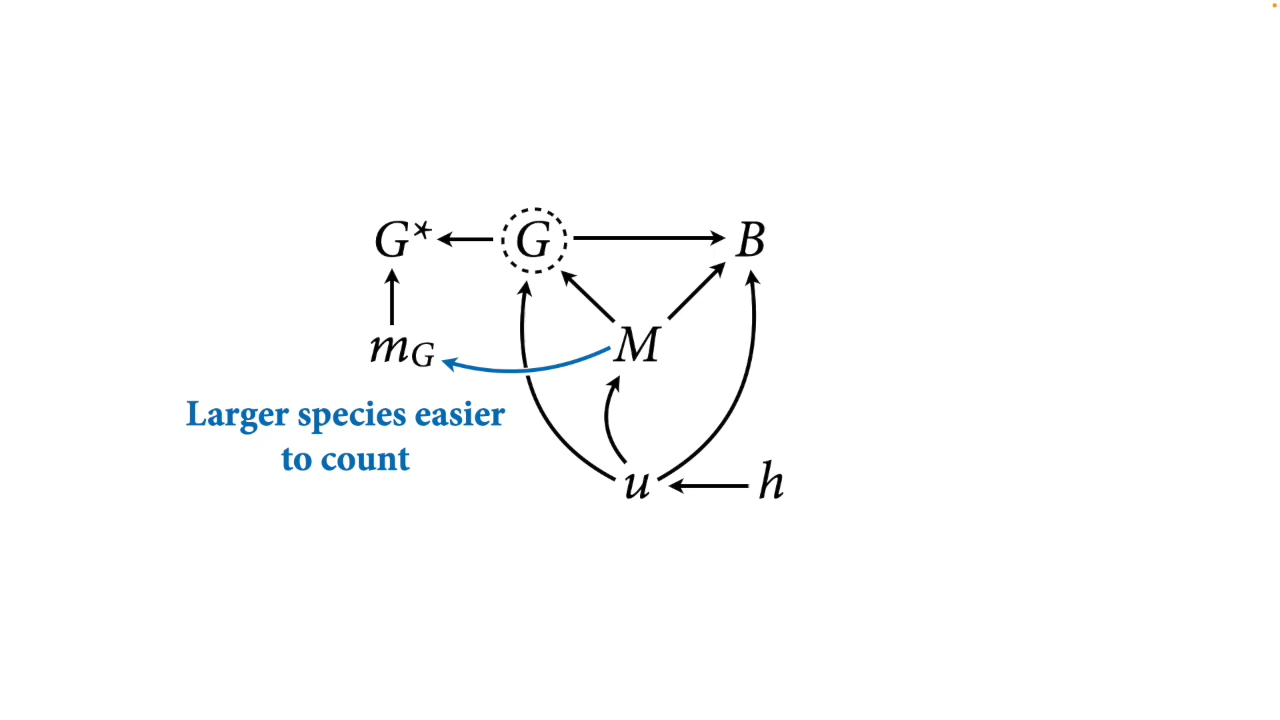 G* G B
m_G M
Larger species easier
to count
u h